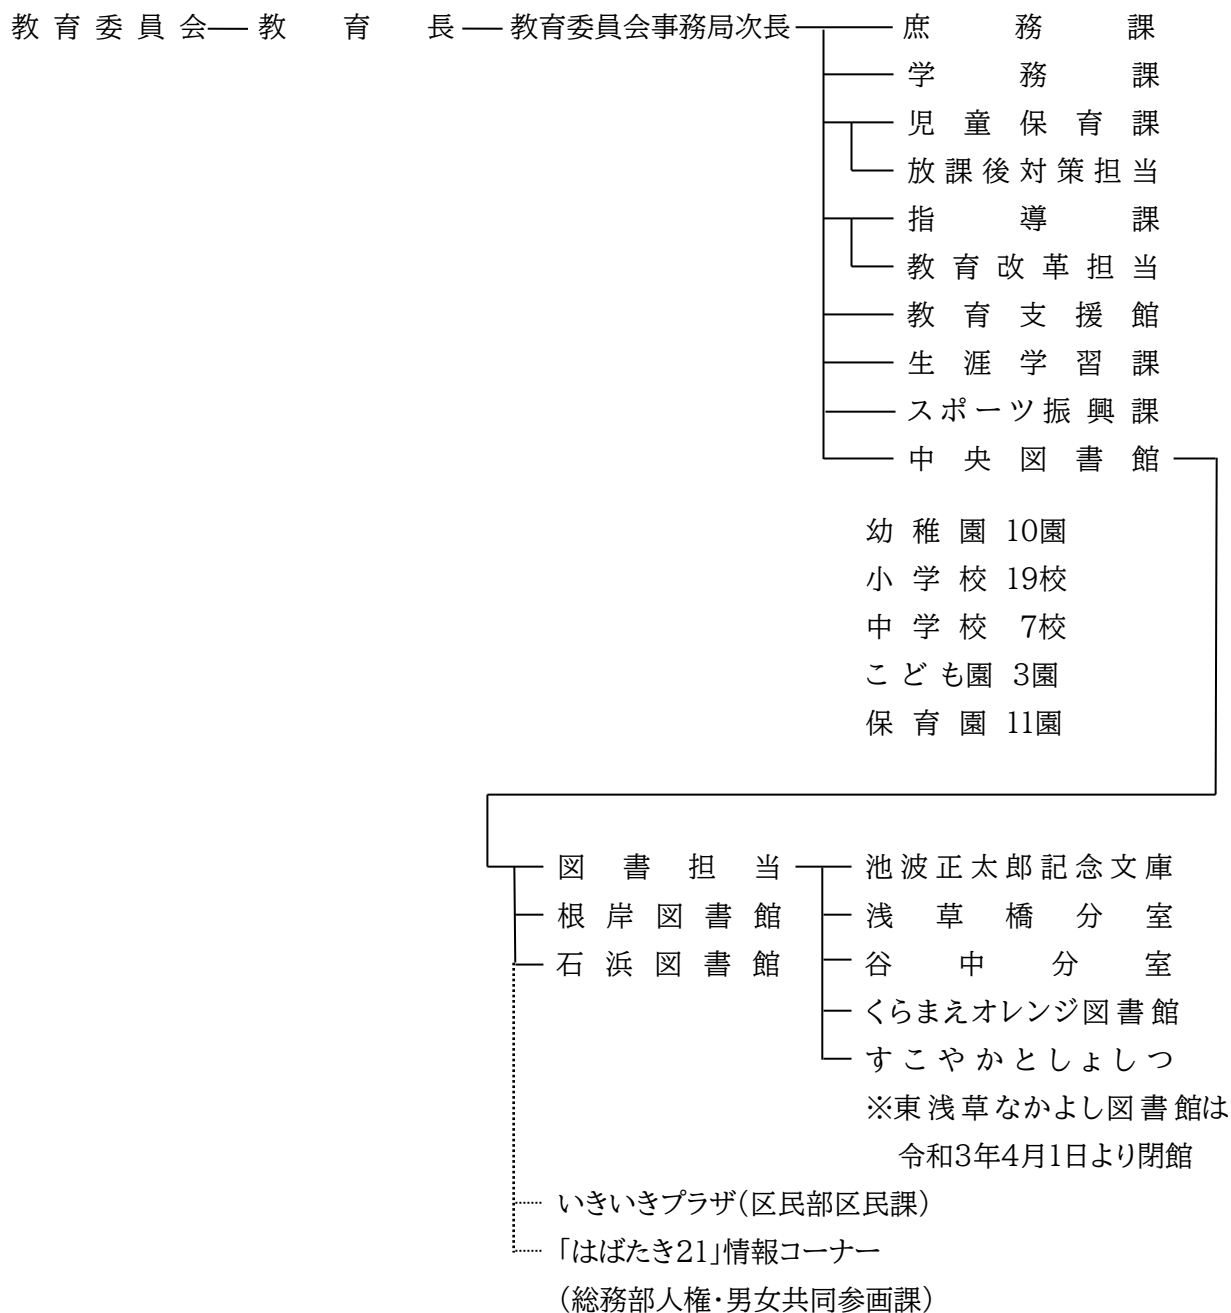 教育委員会 教育長 教育委員会事務局次長 庶務課
学務課
児童保育課
放課後対策担当
指導課
教育改革担当
教育支援館
生涯学習課
スポーツ振興課
中央図書館
幼稚園 10園
小学校 19校
中学校 7校
こども園 3園
保育園 11園
図書担当 池波正太郎記念文庫
根岸図書館 浅草橋分室
石浜図書館 谷中分室
くらまえオレンジ図書館
すこやかとしょしつ
※東浅草なかよし図書館は
令和3年4月1日より閉館
いきいきプラザ(区民部区民課)
「はばたき21」情報コーナー
(総務部人権・男女共同参画課)